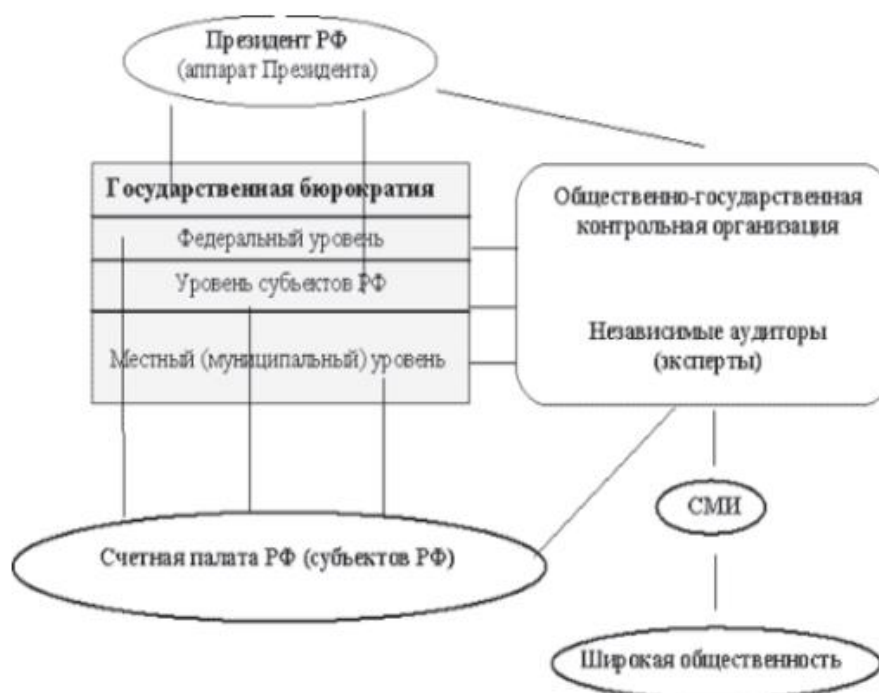 Президент РФ
(аппарат Президента)
Государственная бюрократия
Федеральный уровень
Уровень субъектов РФ
Местный (муниципальный) уровень
Общественно-государственная
контрольная организация
Независимые аудиторы
(эксперты)
СМИ
Счетная палата РФ (субъектов РФ)
Широкая общественность